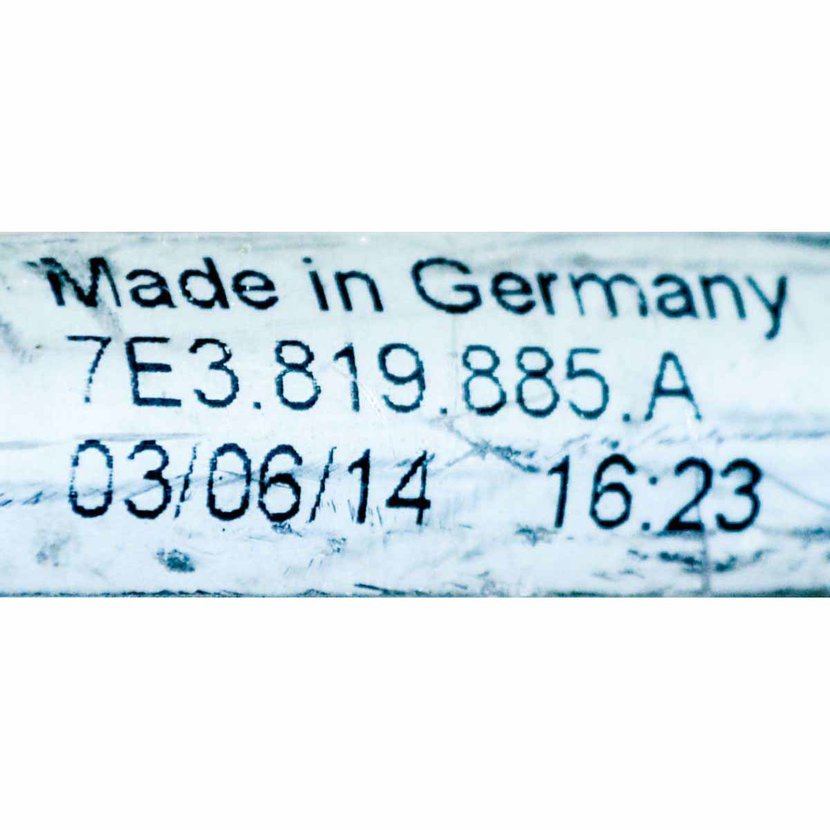 Made in Germany
7E3.819.885.A
03/06/14 16:23